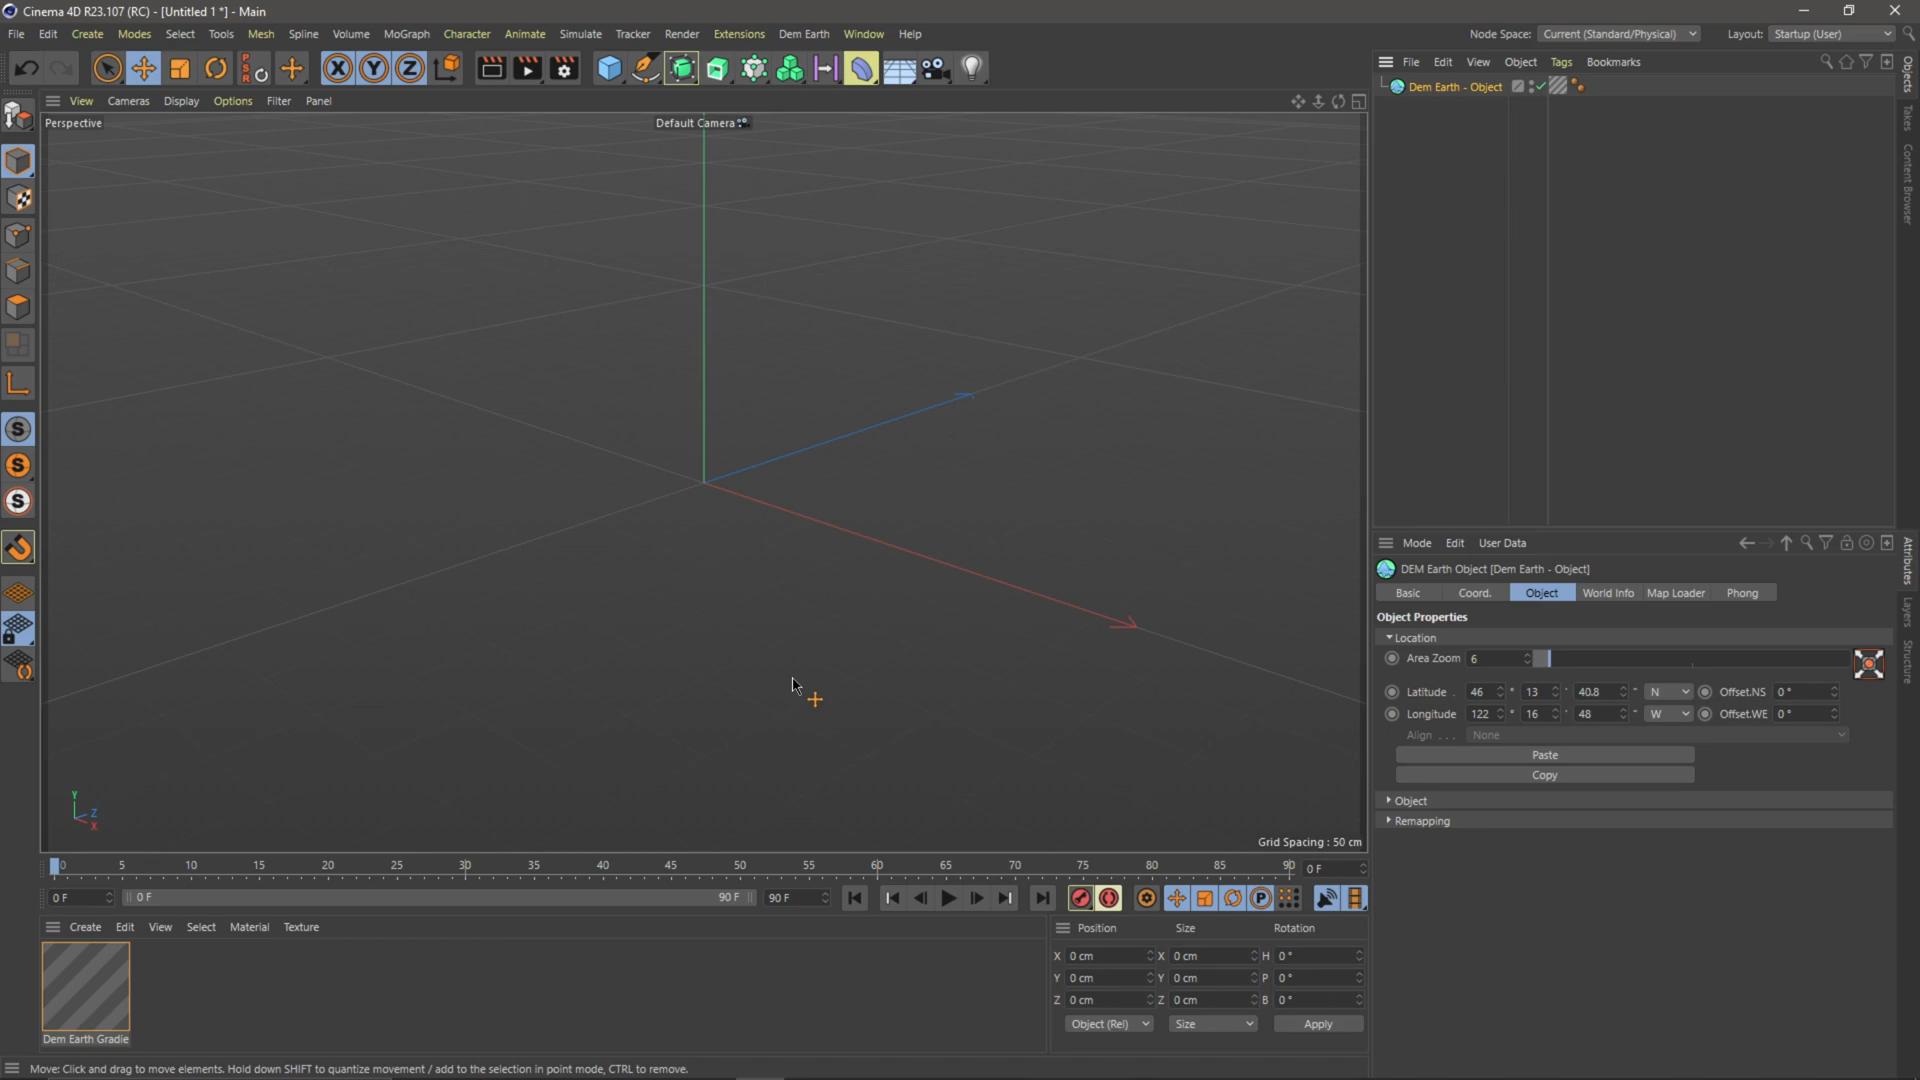 Cinema 4D R23.107 (RC) - [Untitled 1 *] - Main
File Edit Create Modes Select Tools Mesh Spline Volume MoGraph Character Animate Simulate Tracker Render Extensions Dem Earth Window Help Node Space: Current (Standard/Physical) Layout: Startup (User)
PSR X Y Z
File Edit View Object Tags Bookmarks
Dem Earth - Object
View Cameras Display Options Filter Panel
Perspective Default Camera
Objects
Takes
Content Browser
S
S
S
Mode Edit User Data
DEM Earth Object [Dem Earth - Object]
Basic Coord. Object World Info Map Loader Phong
Object Properties
Location
Area Zoom 6
Latitude . 46 ° 13 ' 40.8 " N Offset.NS 0 °
Longitude 122 ° 16 ' 48 " W Offset.WE 0 °
Align . . . None
Paste
Copy
Object
Remapping
Attributes
Layers
Structure
Y
Z
X
Grid Spacing : 50 cm
0 5 10 15 20 25 30 35 40 45 50 55 60 65 70 75 80 85 90 0 F
0 F 0 F 90 F 90 F P
Create Edit View Select Material Texture
Dem Earth Gradie
Position Size Rotation
X 0 cm X 0 cm H 0 °
Y 0 cm Y 0 cm P 0 °
Z 0 cm Z 0 cm B 0 °
Object (Rel) Size Apply
Move: Click and drag to move elements. Hold down SHIFT to quantize movement / add to the selection in point mode, CTRL to remove.